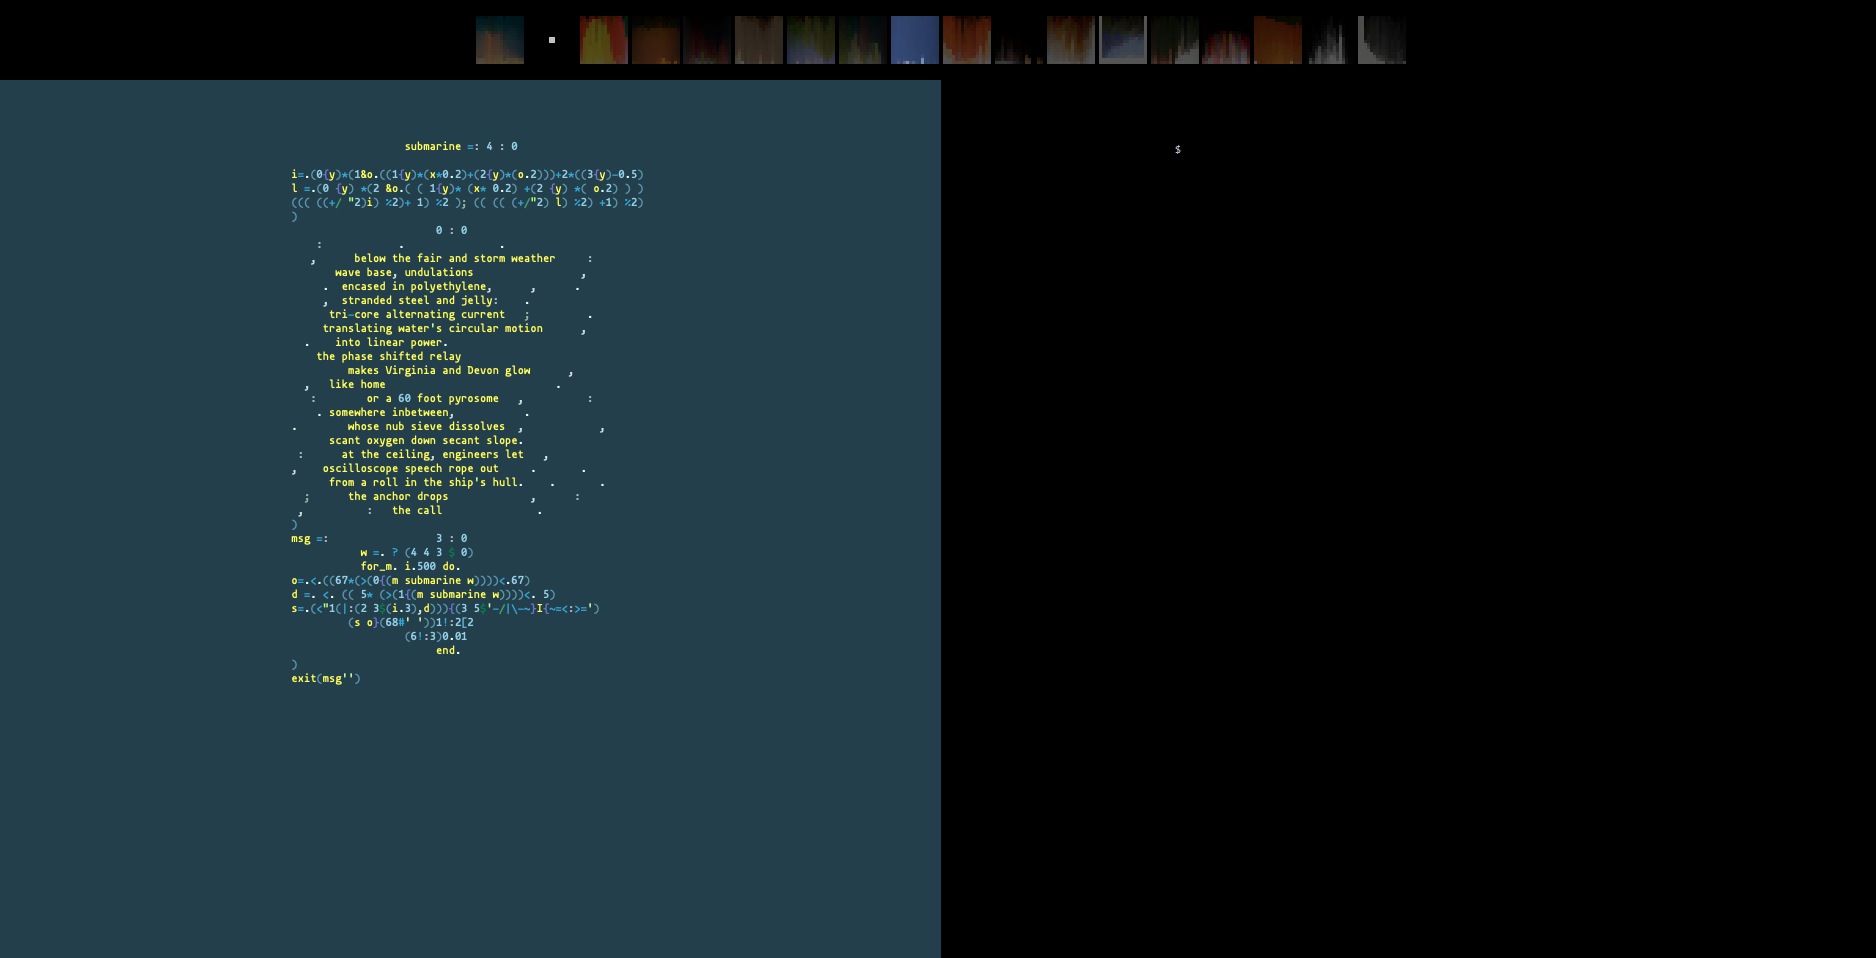 submarine =: 4 : 0
i=.(0{y)*(1&o.((1{y)*(x*0.2)+(2{y)*(o.2)))+2*((3{y)-0.5)
l =.(0 {y) *(2 &o.( ( 1{y)* (x* 0.2) +(2 {y) *( o.2) ) )
((( ((+/ "2)i) %2)+ 1) %2 ); (( (( (+/"2) l) %2) +1) %2)
)
0 : 0
: . .
, below the fair and storm weather :
wave base, undulations ,
. encased in polyethylene, , .
, stranded steel and jelly: .
tri-core alternating current ; .
translating water's circular motion ,
. into linear power.
the phase shifted relay
makes Virginia and Devon glow ,
, like home .
: or a 60 foot pyrosome , :
. somewhere inbetween, .
. whose nub sieve dissolves , ,
scant oxygen down secant slope.
: at the ceiling, engineers let ,
, oscilloscope speech rope out . .
from a roll in the ship's hull. . .
; the anchor drops , :
, : the call .
)
msg =: 3 : 0
w =. ? (4 4 3 $ 0)
for_m. i.500 do.
o=.<.((67*(>(0{(m submarine w))))<.67)
d =. <. (( 5* (>(1{(m submarine w))))<. 5)
s=.(<"1(|:(2 3$(i.3),d))){(3 5$'-/|\-~}I{~=<:>=')
(s o}(68#' '))1!:2[2
(6!:3)0.01
end.
)
exit(msg'')
$